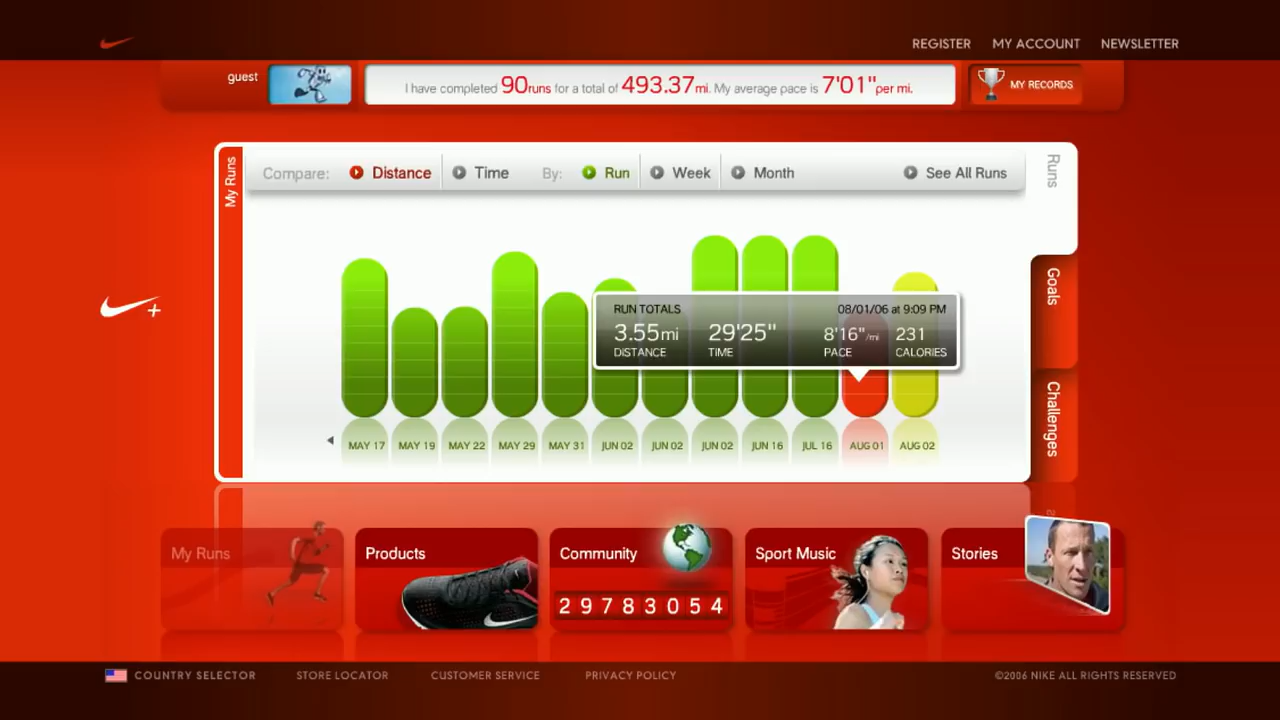 REGISTER MY ACCOUNT NEWSLETTER
guest
I have completed 90runs for a total of 493.37mi. My average pace is 7'01"per mi.
MY RECORDS
My Runs
Compare: Distance Time By: Run Week Month See All Runs
Runs
Goals
Challenges
RUN TOTALS 08/01/06 at 9:09 PM
3.55mi 29'25" 8'16"/mi 231
DISTANCE TIME PACE CALORIES
MAY 17 MAY 19 MAY 22 MAY 29 MAY 31 JUN 02 JUN 02 JUN 02 JUN 16 JUL 16 AUG 01 AUG 02
My Runs
Products
Community
29783054
Sport Music
Stories
COUNTRY SELECTOR STORE LOCATOR CUSTOMER SERVICE PRIVACY POLICY ©2006 NIKE ALL RIGHTS RESERVED